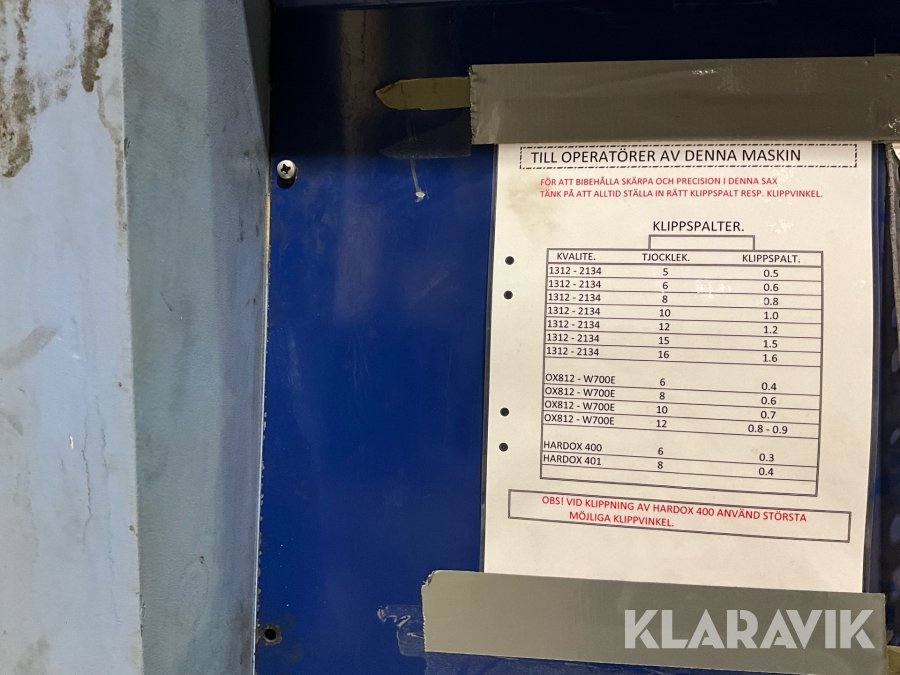 TILL OPERATÖRER AV DENNA MASKIN
FÖR ATT BIBEHÅLLA SKÄRPA OCH PRECISION I DENNA SAX
TÄNK PÅ ATT ALLTID STÄLLA IN RÄTT KLIPPSPALT RESP. KLIPPVINKEL.
KLIPPSPALTER.
KVALITE. TJOCKLEK. KLIPPSPALT.
1312 - 2134 5 0.5
1312 - 2134 6 0.6
1312 - 2134 8 0.8
1312 - 2134 10 1.0
1312 - 2134 12 1.2
1312 - 2134 15 1.5
1312 - 2134 16 1.6
OX812 - W700E 6 0.4
OX812 - W700E 8 0.6
OX812 - W700E 10 0.7
OX812 - W700E 12 0.8 - 0.9
HARDOX 400 6 0.3
HARDOX 401 8 0.4
OBS! VID KLIPPNING AV HARDOX 400 ANVÄND STÖRSTA
MÖJLIGA KLIPPVINKEL.
KLARAVIK